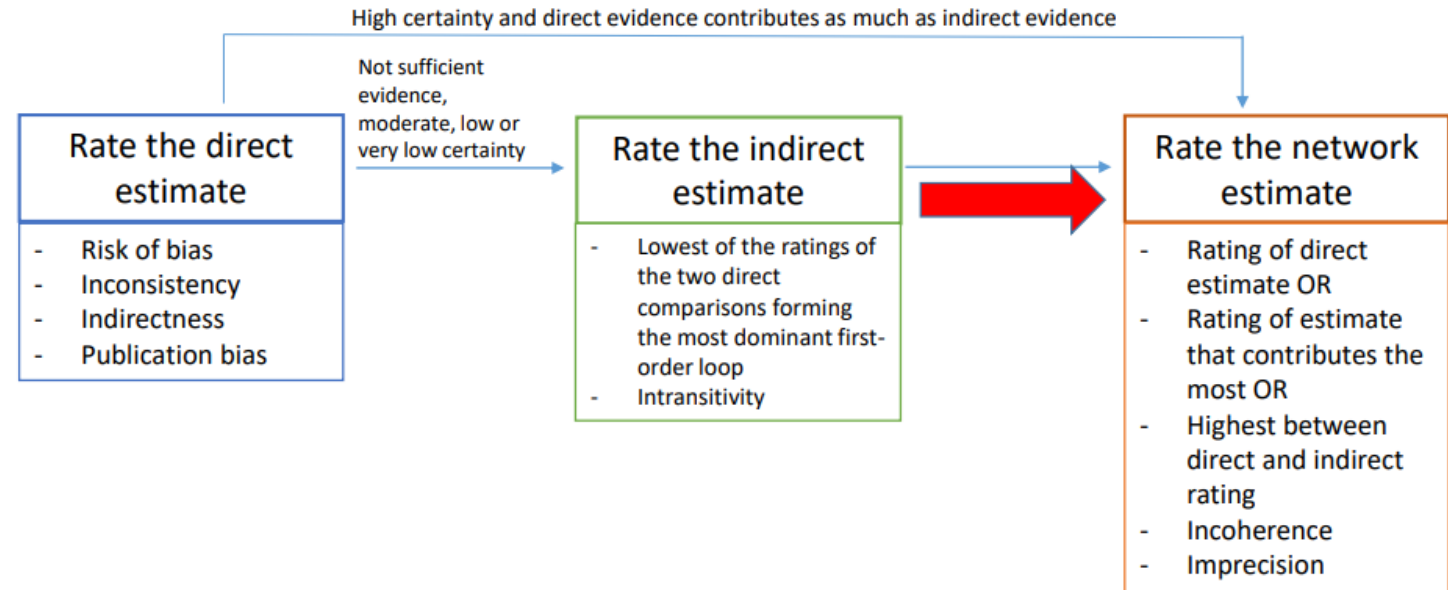 High certainty and direct evidence contributes as much as indirect evidence
Not sufficient
evidence,
moderate, low or
very low certainty
Rate the direct
estimate
- Risk of bias
- Inconsistency
- Indirectness
- Publication bias
Rate the indirect
estimate
- Lowest of the ratings of
the two direct
comparisons forming
the most dominant first-
order loop
- Intransitivity
Rate the network
estimate
- Rating of direct
estimate OR
- Rating of estimate
that contributes the
most OR
- Highest between
direct and indirect
rating
- Incoherence
- Imprecision